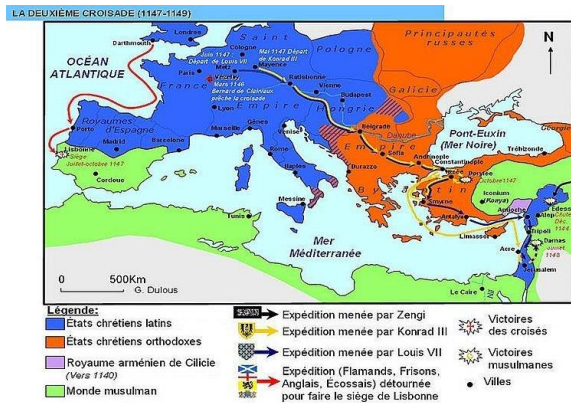 LA DEUXIÈME CROISADE (1147-1149)
Londres
Darthmouth
OCÉAN
ATLANTIQUE
Paris
Metz
Cologne
Mayence
Juin 1147
Départ
de Louis VII
Mai 1147 Départ
de Konrad III
Mars 1146
Bernard de Clairvaux
prêche la croisade
Saint
Empire
France
Pologne
Principautés
russes
Galicie
Hongrie
Ratisbonne
Vienne
Budapest
N
Lyon
Marseille
Gênes
Venise
Royaumes
d'Espagne
Porto
Lisbonne
Siège
Juillet-octobre 1147
Madrid
Barcelone
Cordoue
Rome
Naples
Messine
Tunis
Belgrade
Danube
Sofia
Durazzo
Andrinople
Constantinople
Empire
Byzantin
Pont-Euxin
(Mer Noire)
Géorgie
Trébizonde
Nicée
Dorylée
Octobre 1147
Smyrne
Iconium
(Konya)
Antalya
Antioche
Alep
Edesse
Chute
Déc.
1144
Limassol
Tripoli
Damas
Juillet
1148
Acre
Jérusalem
Le Caire
Mer
Méditerranée
0 500Km
G. Dulous
Légende:
États chrétiens latins
États chrétiens orthodoxes
Royaume arménien de Cilicie
(Vers 1140)
Monde musulman
Expédition menée par Zengi
Expédition menée par Konrad III
Expédition menée par Louis VII
Expédition (Flamands, Frisons,
Anglais, Écossais) détournée
pour faire le siège de Lisbonne
Victoires
des croisés
Victoires
musulmanes
Villes